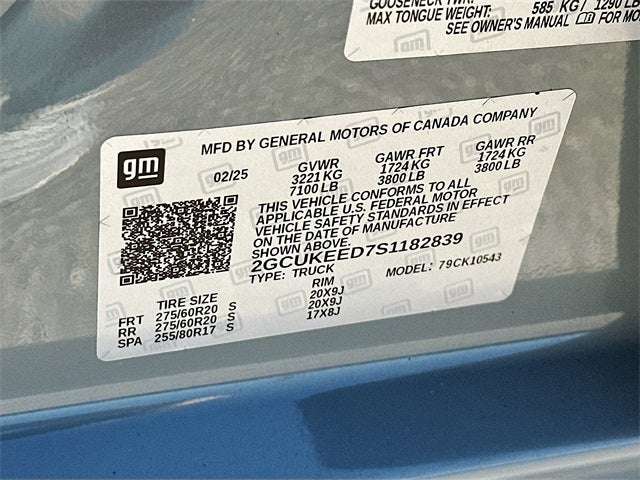 GOOSENECK TWR:
MAX TONGUE WEIGHT: 585 KG / 1290 LB
SEE OWNER'S MANUAL FOR MO
gm
MFD BY GENERAL MOTORS OF CANADA COMPANY
02/25 GVWR GAWR FRT GAWR RR
3221 KG 1724 KG 1724 KG
7100 LB 3800 LB 3800 LB
THIS VEHICLE CONFORMS TO ALL
APPLICABLE U.S. FEDERAL MOTOR
VEHICLE SAFETY STANDARDS IN EFFECT
ON THE DATE OF MANUFACTURE
SHOWN ABOVE.
2GCUKEED7S1182839
TYPE: TRUCK MODEL: 79CK10543
TIRE SIZE RIM
FRT 275/60R20 S 20X9J
RR 275/60R20 S 20X9J
SPA 255/80R17 S 17X8J